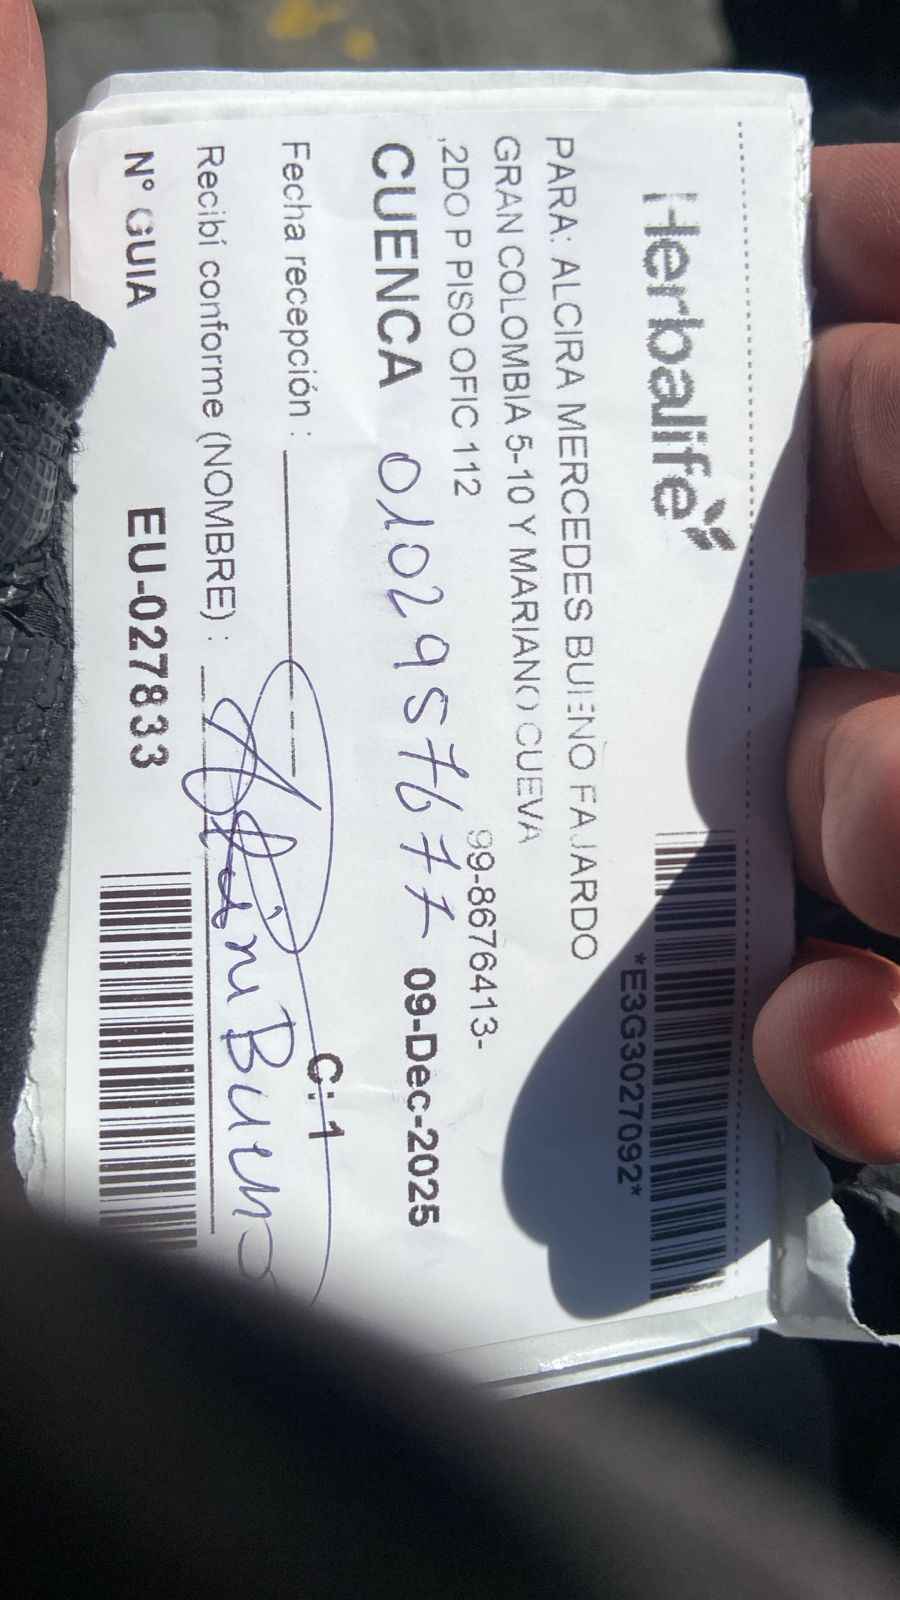 Herbalife
*E3G3027092*
PARA: ALCIRA MERCEDES BUENO FAJARDO
GRAN COLOMBIA 5-10 Y MARIANO CUEVA
,2DO P PISO OFIC 112
99-8676413-
CUENCA 0102957677 09-Dec-2025
Fecha recepción :
C: 1
Recibí conforme (NOMBRE) : Bueno
N° GUIA EU-027833